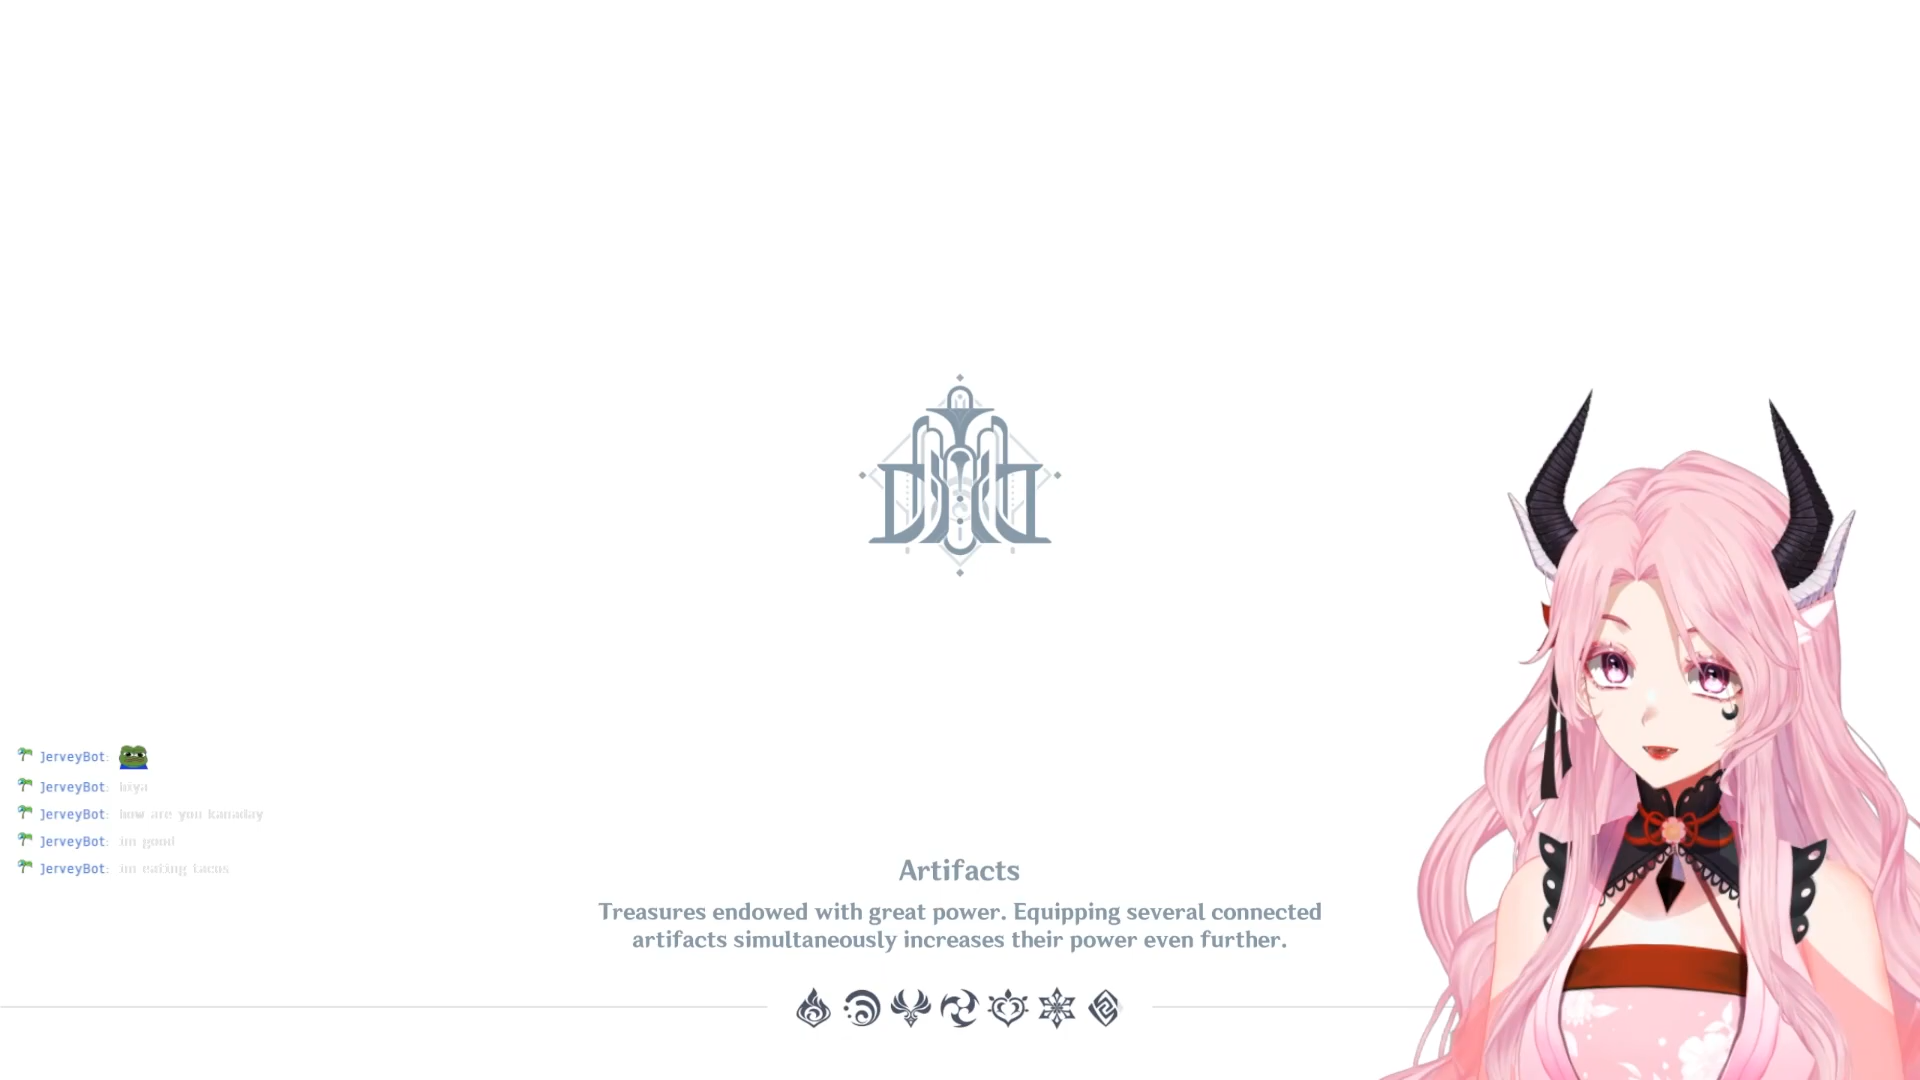 JerveyBot:
JerveyBot: hiya
JerveyBot: how are you kanaday
JerveyBot: im good
JerveyBot: im eating tacos
Artifacts
Treasures endowed with great power. Equipping several connected
artifacts simultaneously increases their power even further.